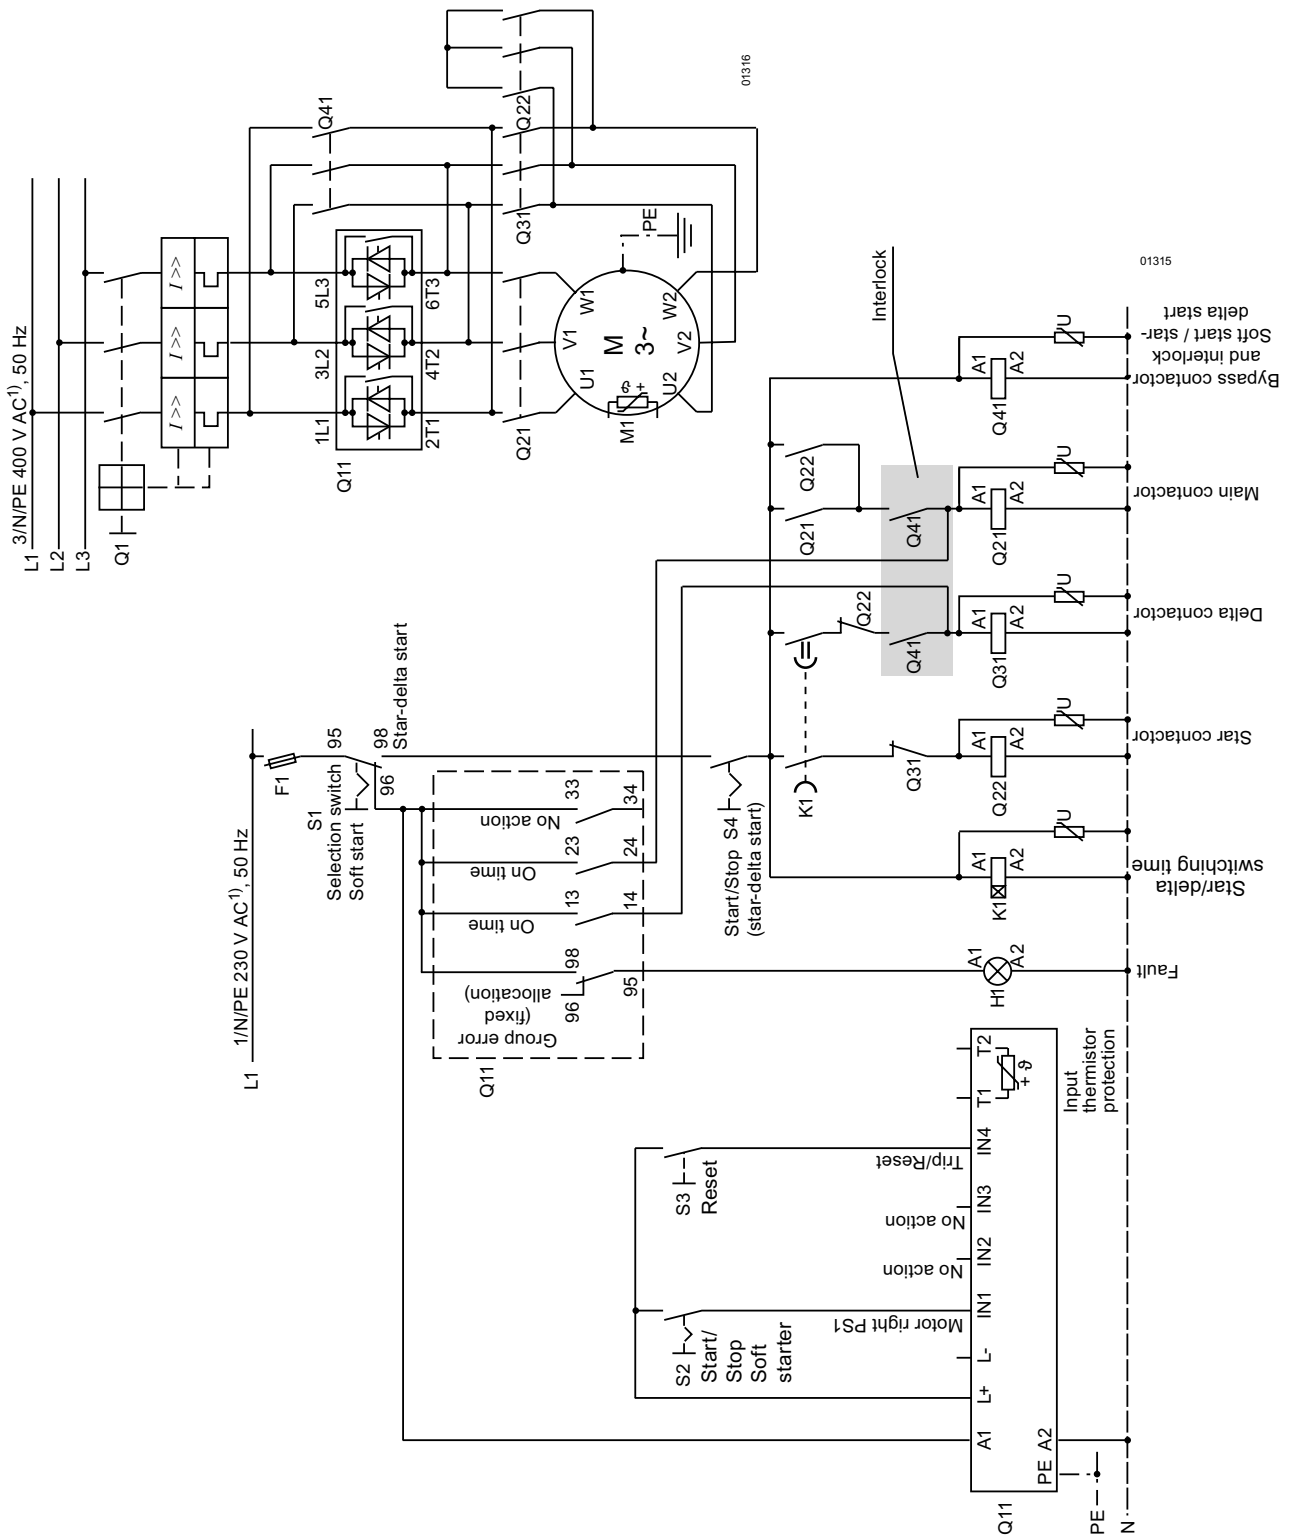 3/N/PE 400 V AC1), 50 Hz
L1
L2
L3
Q1
I >>
I >>
I >>
Q41
Q22
01316
Q11
1L1
3L2
5L3
2T1
4T2
6T3
Q21
Q31
PE
U1
V1
W1
M
3~
M1
+ ϑ
U2
V2
W2
1/N/PE 230 V AC1), 50 Hz
L1
F1
S1
Selection switch
Soft start
95
96
98
Star-delta start
Q11
Group error
(fixed
allocation)
On time
On time
No action
96
98
95
13
14
23
24
33
34
Start/Stop S4
(star-delta start)
K1
Q31
Q22
Q41
Q21
Q22
Q41
Interlock
01315
H1
A1
A2
K1
A1
A2
U
Q22
A1
A2
U
Q31
A1
A2
U
Q21
A1
A2
U
Q41
A1
A2
U
Fault
Star/delta
switching time
Star contactor
Delta contactor
Main contactor
Bypass contactor
and interlock
Soft start / star-
delta start
S2
Start/
Stop
Soft
starter
S3
Reset
Motor right PS1
No action
No action
Trip/Reset
A1
L+
L-
IN1
IN2
IN3
IN4
T1
T2
+ ϑ
Q11
PE
A2
Input
thermistor
protection
PE
N